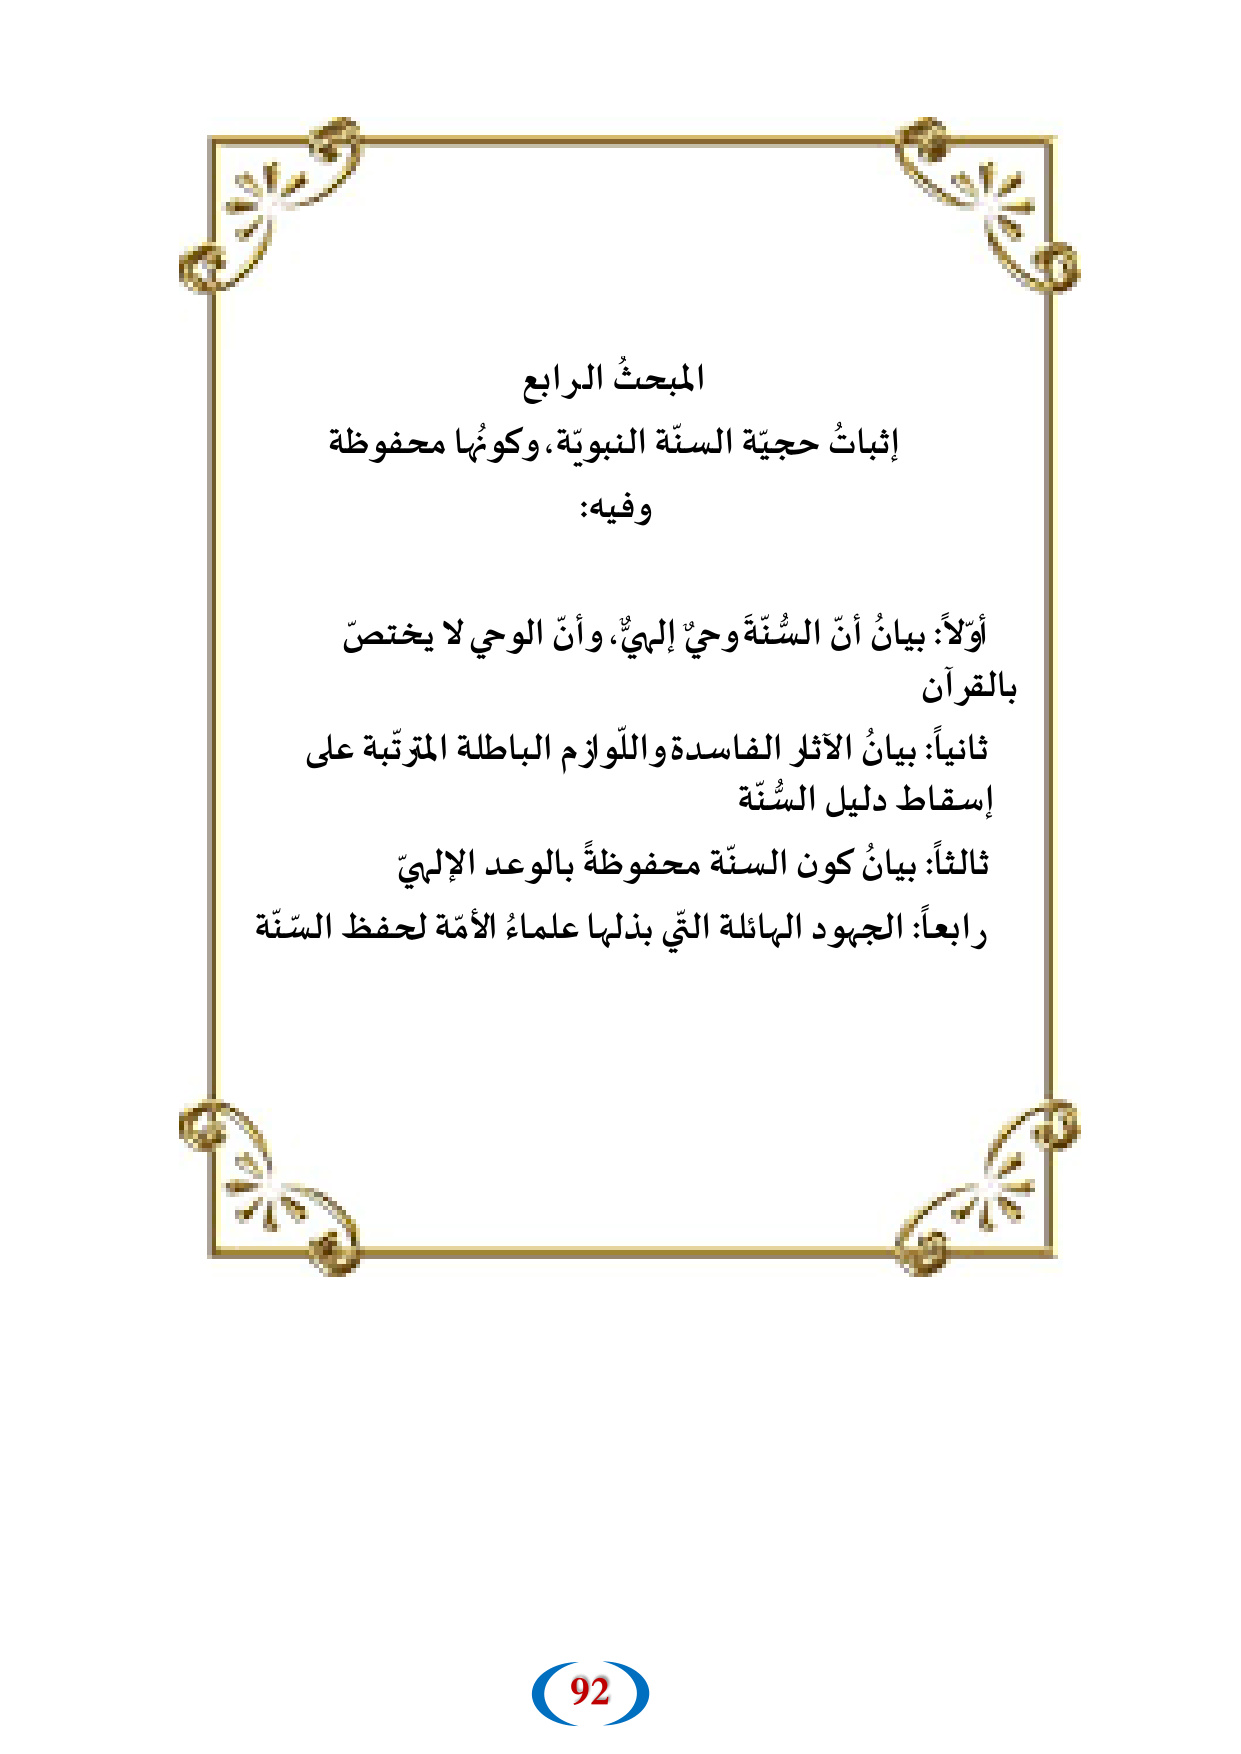 المبحثُ الرابع
إثباتُ حجيّة السنّة النبويّة، وكونُها محفوظة
وفيه:
أوّلاً: بيانُ أنّ السُّنّةَ وحيٌ إلهيٌّ، وأنّ الوحي لا يختصّ
بالقرآن
ثانياً: بيانُ الآثار الفاسدة واللّوازم الباطلة المترتّبة على
إسقاط دليل السُّنّة
ثالثاً: بيانُ كون السنّة محفوظةً بالوعد الإلهيّ
رابعاً: الجهود الهائلة التّي بذلها علماءُ الأمّة لحفظ السّنّة
92